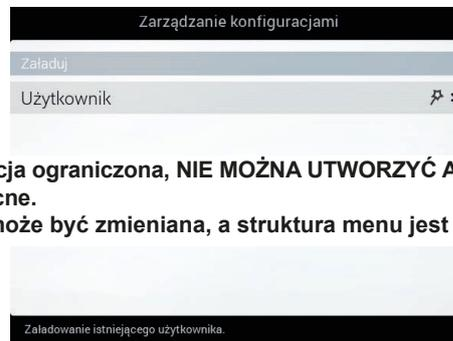 Zarządzanie konfiguracjami
Załaduj
Użytkownik
cja ograniczona, NIE MOŻNA UTWORZYĆ A
cne.
może być zmieniana, a struktura menu jest
Załadowanie istniejącego użytkownika.